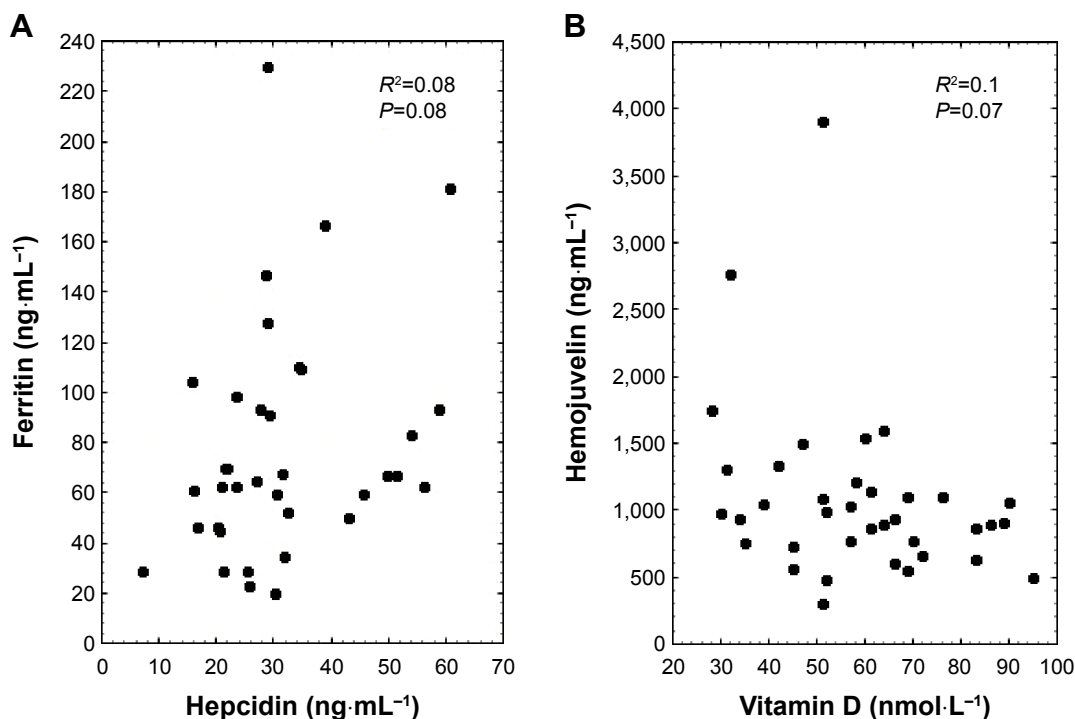 A
240
220
200
180
160
140
120
100
80
60
40
20
0
Ferritin (ng·mL⁻¹)
R²=0.08
P=0.08
0 10 20 30 40 50 60 70
Hepcidin (ng·mL⁻¹)
B
4,500
4,000
3,500
3,000
2,500
2,000
1,500
1,000
500
0
Hemojuvelin (ng·mL⁻¹)
R²=0.1
P=0.07
20 30 40 50 60 70 80 90 100
Vitamin D (nmol·L⁻¹)